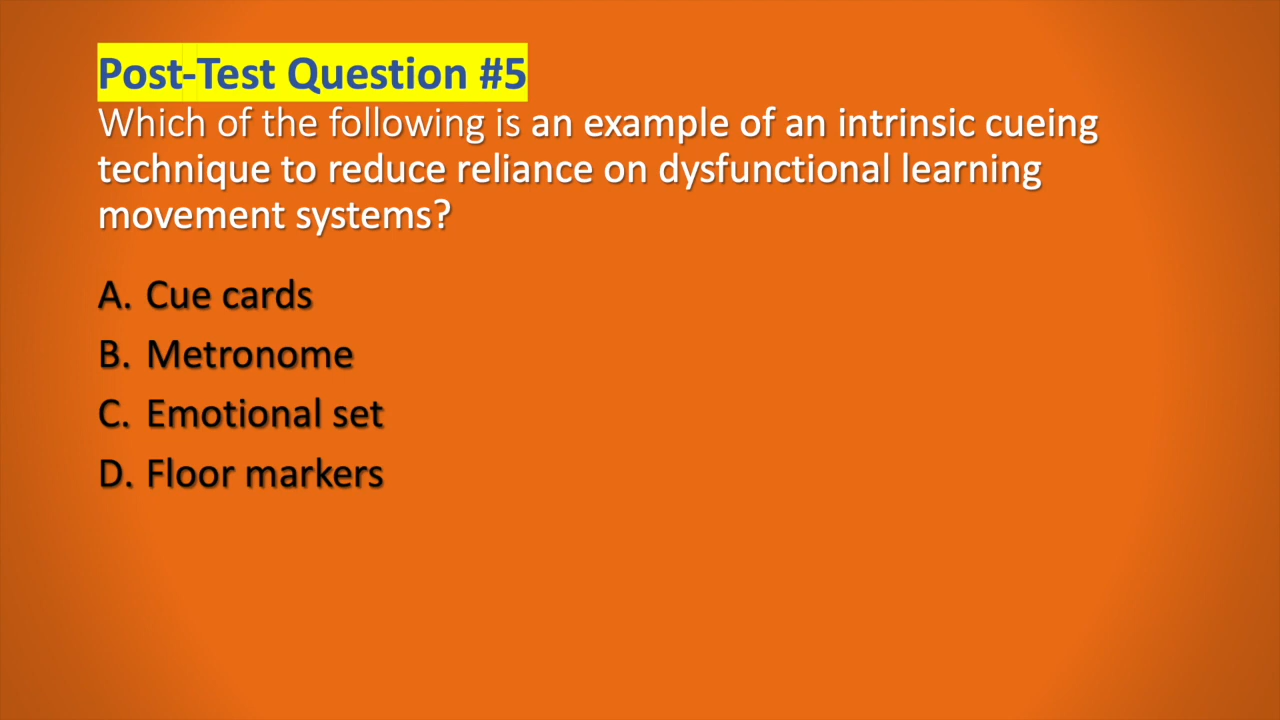 Post-Test Question #5
Which of the following is an example of an intrinsic cueing
technique to reduce reliance on dysfunctional learning
movement systems?
A. Cue cards
B. Metronome
C. Emotional set
D. Floor markers